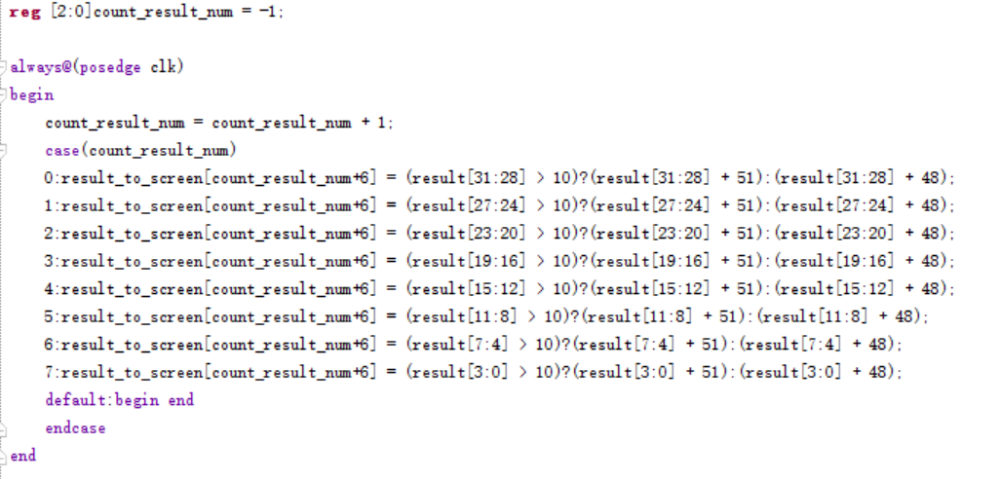 reg [2:0]count_result_num = -1;
always@(posedge clk)
begin
count_result_num = count_result_num + 1;
case(count_result_num)
0:result_to_screen[count_result_num+6] = (result[31:28] > 10)?(result[31:28] + 51):(result[31:28] + 48);
1:result_to_screen[count_result_num+6] = (result[27:24] > 10)?(result[27:24] + 51):(result[27:24] + 48);
2:result_to_screen[count_result_num+6] = (result[23:20] > 10)?(result[23:20] + 51):(result[23:20] + 48);
3:result_to_screen[count_result_num+6] = (result[19:16] > 10)?(result[19:16] + 51):(result[19:16] + 48);
4:result_to_screen[count_result_num+6] = (result[15:12] > 10)?(result[15:12] + 51):(result[15:12] + 48);
5:result_to_screen[count_result_num+6] = (result[11:8] > 10)?(result[11:8] + 51):(result[11:8] + 48);
6:result_to_screen[count_result_num+6] = (result[7:4] > 10)?(result[7:4] + 51):(result[7:4] + 48);
7:result_to_screen[count_result_num+6] = (result[3:0] > 10)?(result[3:0] + 51):(result[3:0] + 48);
default:begin end
endcase
end